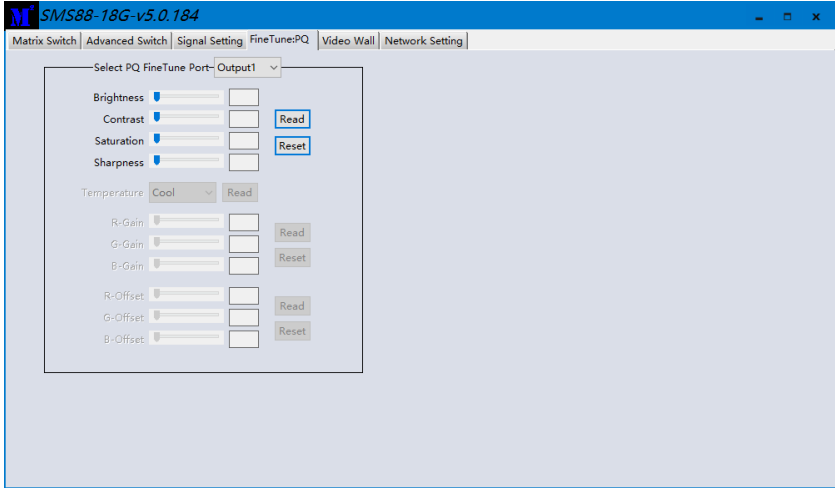 M SMS88-18G-v5.0.184
Matrix Switch Advanced Switch Signal Setting FineTune:PQ Video Wall Network Setting
Select PQ FineTune Port Output1
Brightness
Contrast Read
Saturation Reset
Sharpness
Temperature Cool Read
R-Gain
Read
G-Gain
B-Gain Reset
R-Offset
Read
G-Offset
B-Offset Reset